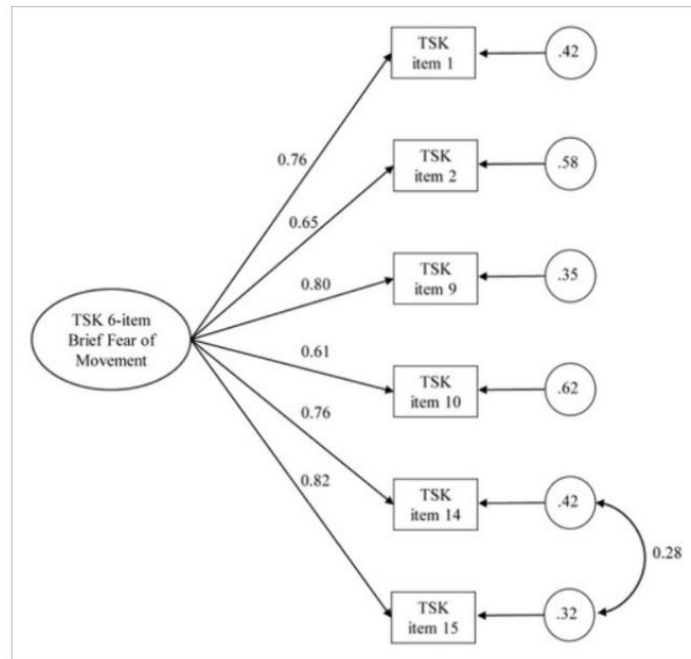 TSK
item 1
.42
0.76
TSK
item 2
.58
0.65
TSK
item 9
.35
0.80
TSK 6-item
Brief Fear of
Movement
0.61
TSK
item 10
.62
0.76
TSK
item 14
.42
0.82
0.28
TSK
item 15
.32